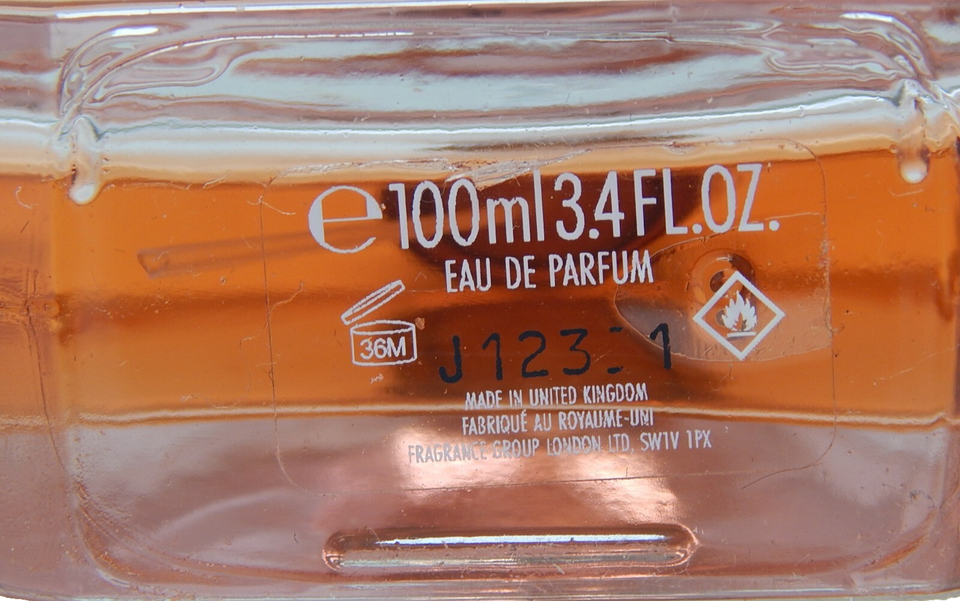 ℮ 100ml 3.4 FL.OZ.
EAU DE PARFUM
36M
MADE IN UNITED KINGDOM
FABRIQUÉ AU ROYAUME-UNI
FRAGRANCE GROUP LONDON LTD, SW1V 1PX